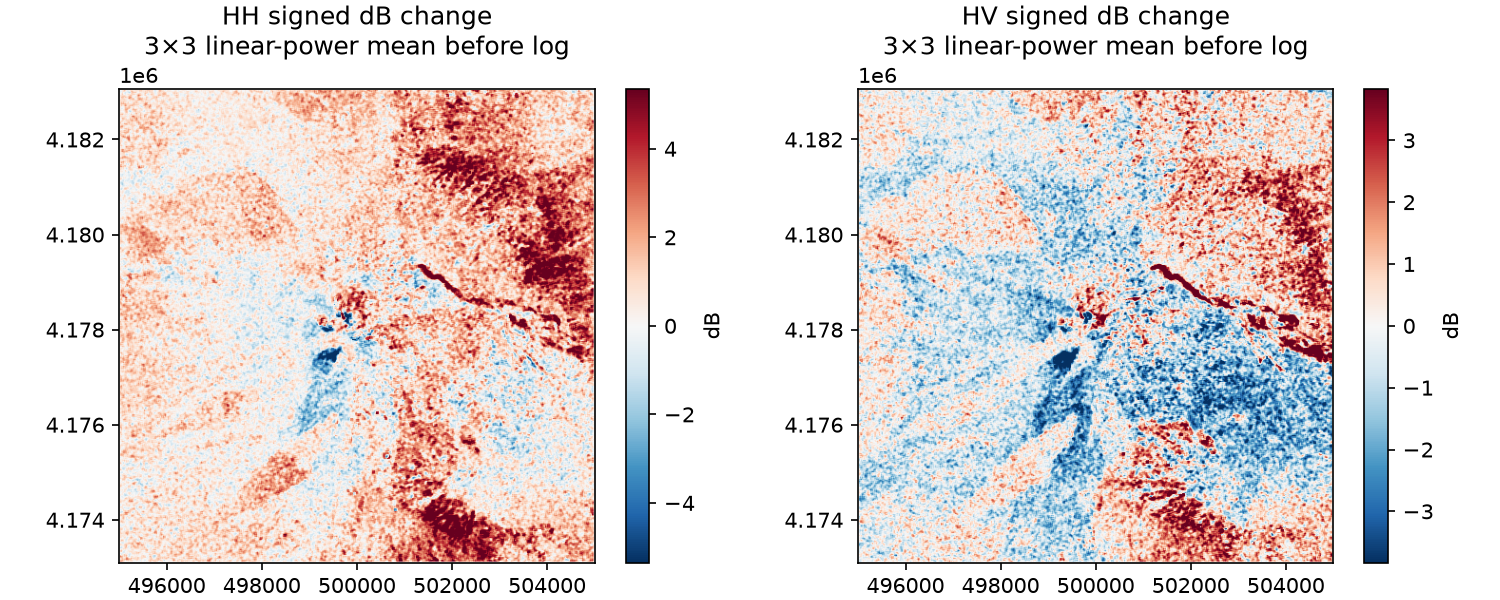 HH signed dB change
3×3 linear-power mean before log
1e6
4.182
4.180
4.178
4.176
4.174
496000 498000 500000 502000 504000
4
2
0
−2
−4
dB
HV signed dB change
3×3 linear-power mean before log
1e6
4.182
4.180
4.178
4.176
4.174
496000 498000 500000 502000 504000
3
2
1
0
−1
−2
−3
dB